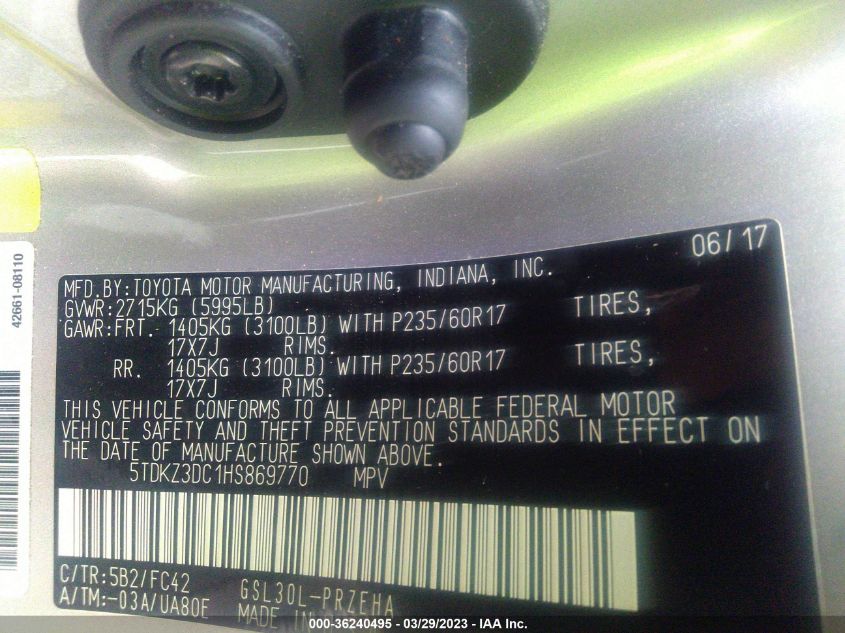 06/17
MFD.BY:TOYOTA MOTOR MANUFACTURING, INDIANA, INC.
GVWR:2715KG (5995LB)
GAWR:FRT. 1405KG (3100LB) WITH P235/60R17 TIRES,
17X7J RIMS.
RR. 1405KG (3100LB) WITH P235/60R17 TIRES,
17X7J RIMS.
THIS VEHICLE CONFORMS TO ALL APPLICABLE FEDERAL MOTOR
VEHICLE SAFETY AND THEFT PREVENTION STANDARDS IN EFFECT ON
THE DATE OF MANUFACTURE SHOWN ABOVE.
5TDKZ3DC1HS869770 MPV
C/TR:5B2/FC42 GSL30L-PRZEHA
A/TM:-03A/UA80E MADE IN
42661-08110
000-36240495 - 03/29/2023 - IAA Inc.